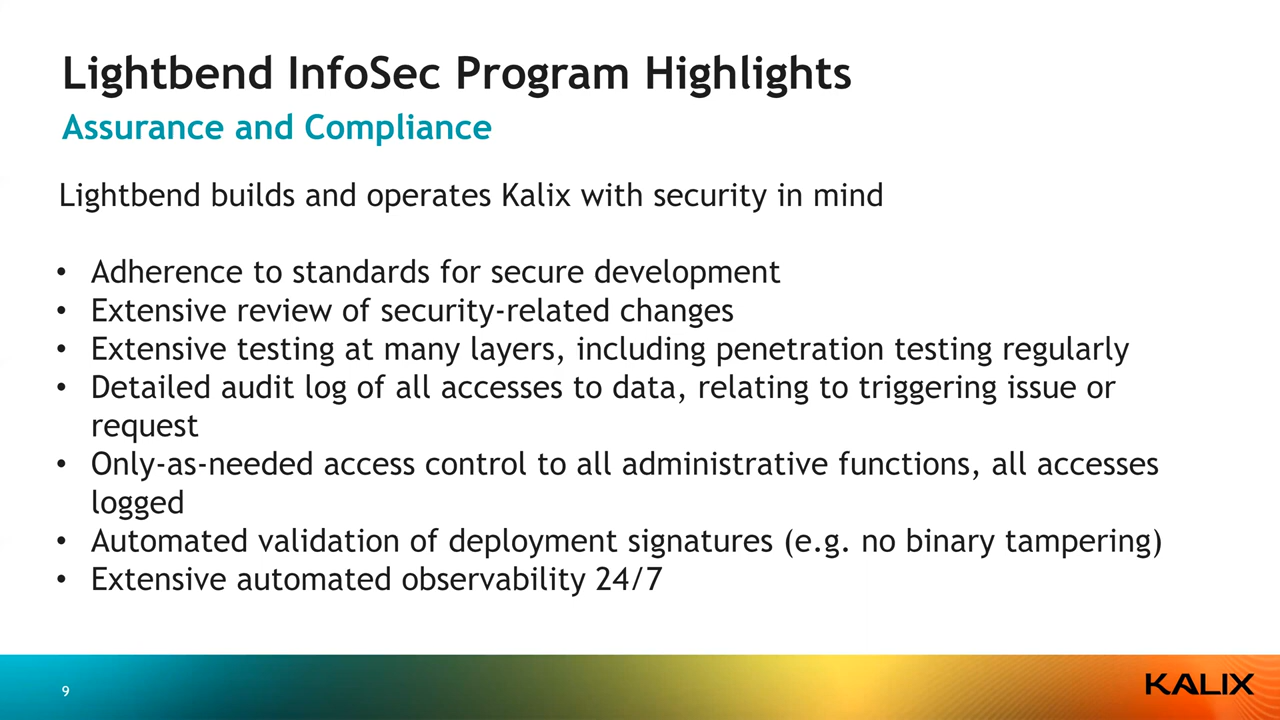 Lightbend InfoSec Program Highlights
Assurance and Compliance
Lightbend builds and operates Kalix with security in mind
• Adherence to standards for secure development
• Extensive review of security-related changes
• Extensive testing at many layers, including penetration testing regularly
• Detailed audit log of all accesses to data, relating to triggering issue or
request
• Only-as-needed access control to all administrative functions, all accesses
logged
• Automated validation of deployment signatures (e.g. no binary tampering)
• Extensive automated observability 24/7
9
KALIX